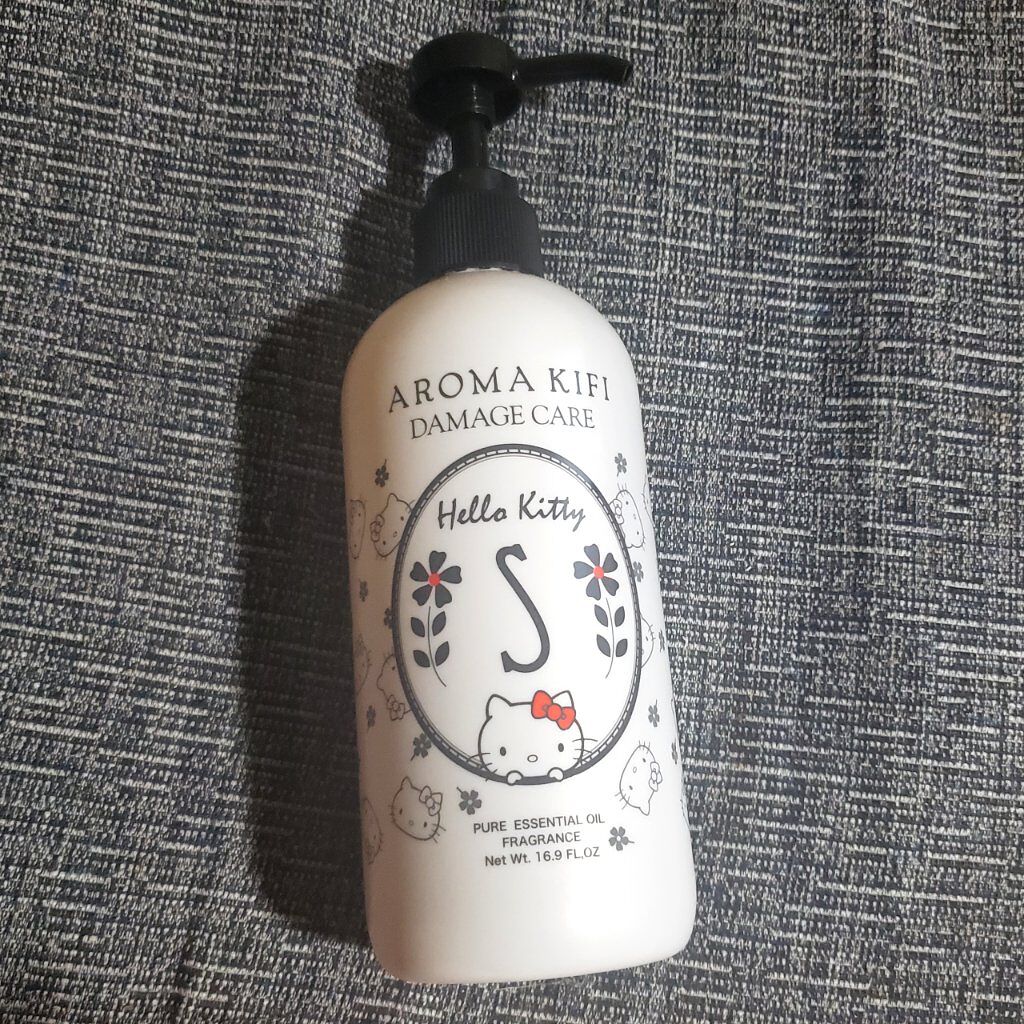 AROMA KIFI
DAMAGE CARE
Hello Kitty
S
PURE ESSENTIAL OIL
FRAGRANCE
Net Wt. 16.9 FL.OZ